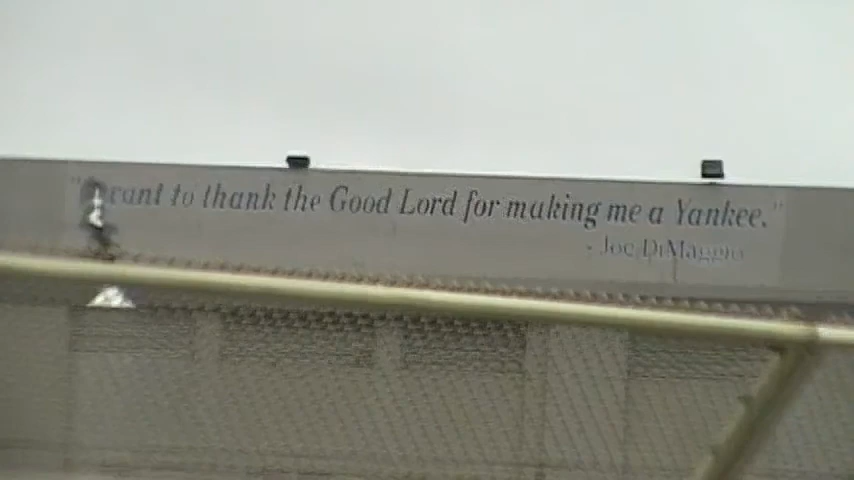 "I want to thank the Good Lord for making me a Yankee."
- Joe DiMaggio